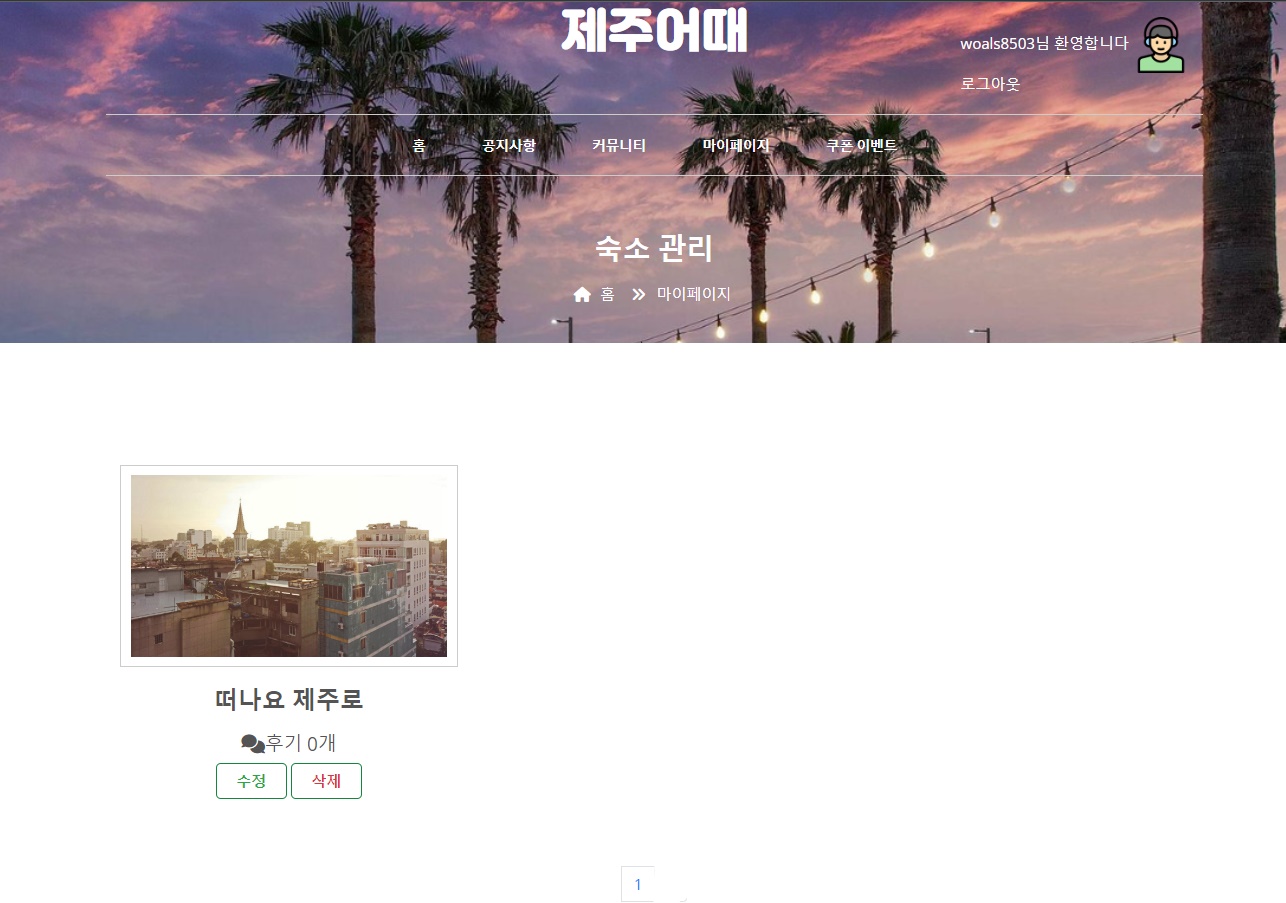 제주어때
woals8503님 환영합니다
로그아웃
홈 공지사항 커뮤니티 마이페이지 쿠폰 이벤트
숙소 관리
홈 마이페이지
떠나요 제주로
후기 0개
수정 삭제
1